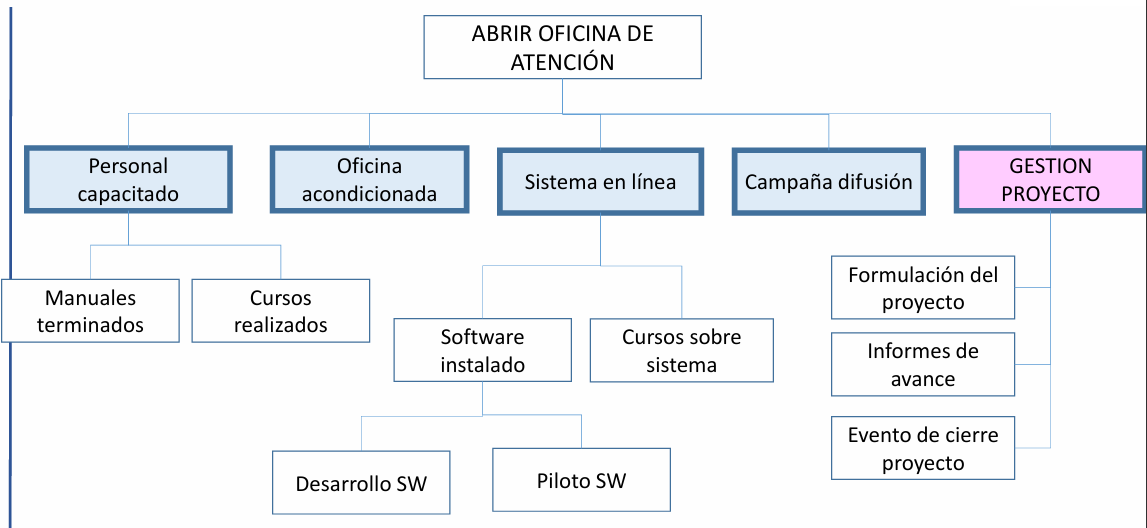 ABRIR OFICINA DE
ATENCIÓN
Personal
capacitado
Oficina
acondicionada
Sistema en línea
Campaña difusión
GESTION
PROYECTO
Manuales
terminados
Cursos
realizados
Software
instalado
Cursos sobre
sistema
Formulación del
proyecto
Informes de
avance
Evento de cierre
proyecto
Desarrollo SW
Piloto SW